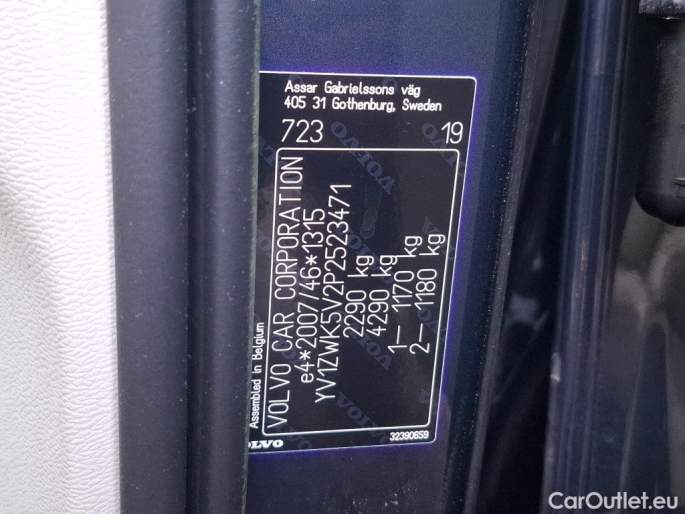 Assar Gabrielssons väg
405 31 Gothenburg, Sweden
723 19
Assembled in Belgium
VOLVO CAR CORPORATION
e4*2007/46*1315
YV1ZWK5V2P2523471
2290 kg
4290 kg
1— 1170 kg
2— 1180 kg
32390659
VOLVO
CarOutlet.eu